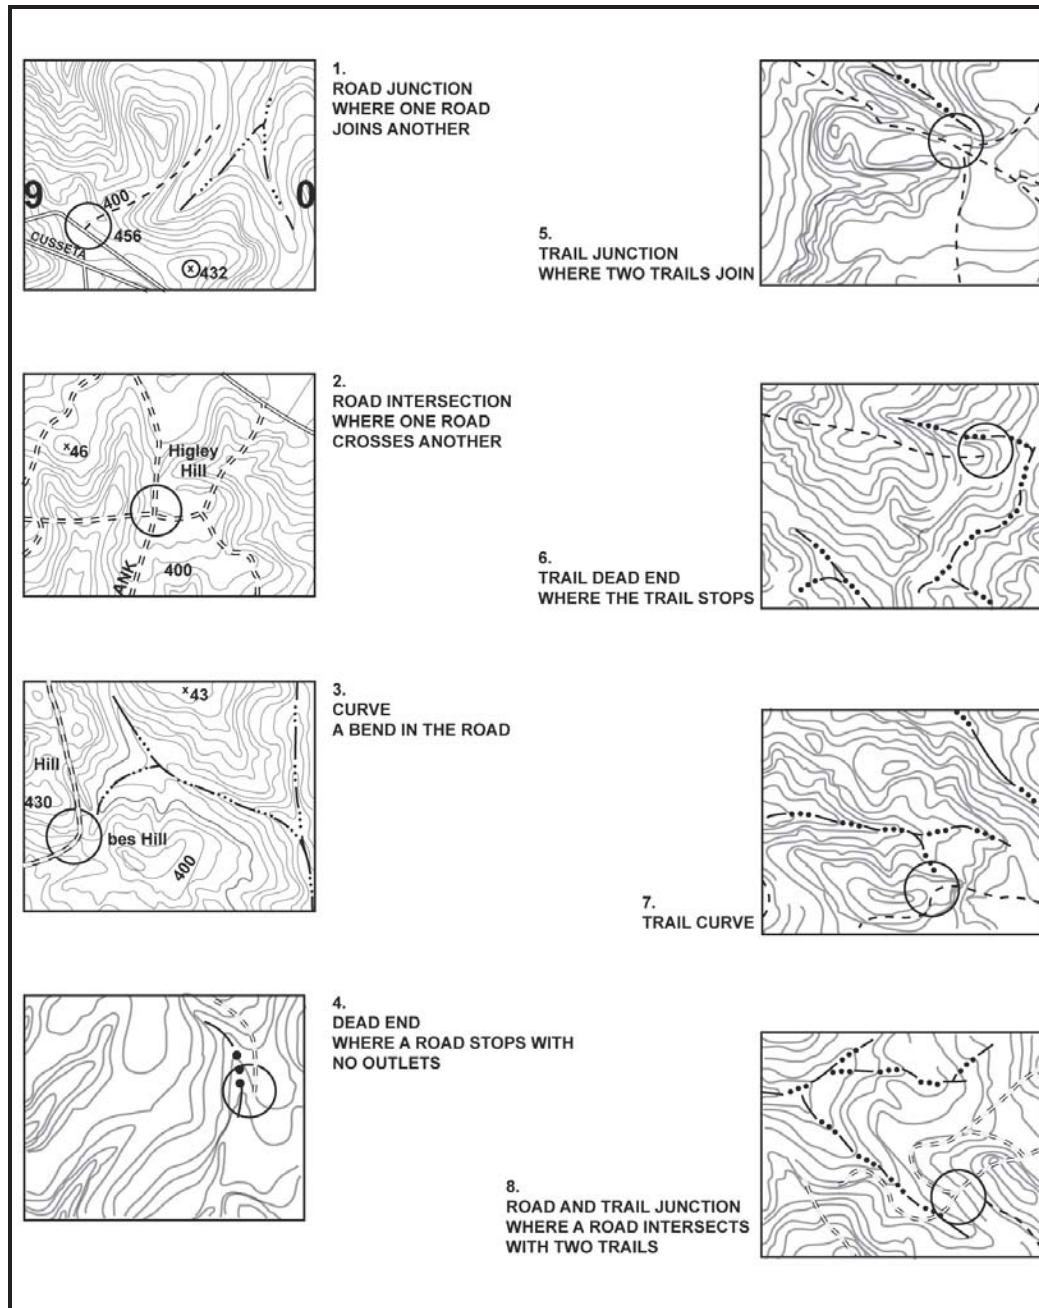 9
400
0
456
CUSSETA
432
1.
ROAD JUNCTION
WHERE ONE ROAD
JOINS ANOTHER
x46
Higley
Hill
ANK
400
2.
ROAD INTERSECTION
WHERE ONE ROAD
CROSSES ANOTHER
x43
Hill
430
bes Hill
400
3.
CURVE
A BEND IN THE ROAD
4.
DEAD END
WHERE A ROAD STOPS WITH
NO OUTLETS
5.
TRAIL JUNCTION
WHERE TWO TRAILS JOIN
6.
TRAIL DEAD END
WHERE THE TRAIL STOPS
7.
TRAIL CURVE
8.
ROAD AND TRAIL JUNCTION
WHERE A ROAD INTERSECTS
WITH TWO TRAILS